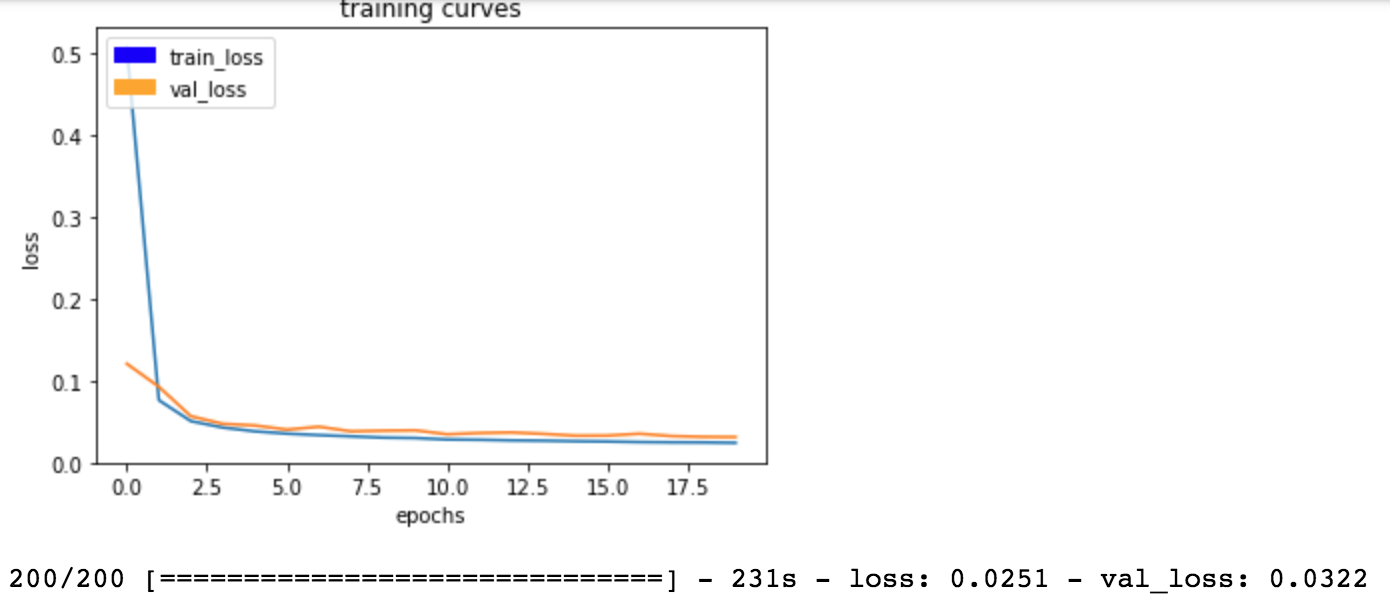 training curves
train_loss
val_loss
0.5
0.4
0.3
0.2
0.1
0.0
loss
0.0 2.5 5.0 7.5 10.0 12.5 15.0 17.5
epochs
200/200 [==============================] - 231s - loss: 0.0251 - val_loss: 0.0322